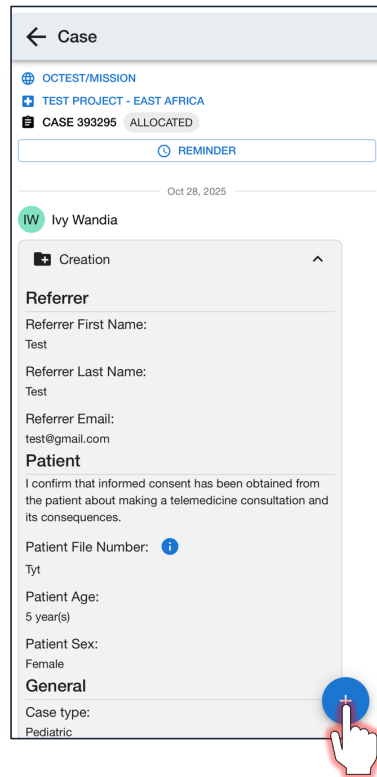 Case
OCTEST/MISSION
TEST PROJECT - EAST AFRICA
CASE 393295 ALLOCATED
REMINDER
Oct 28, 2025
IW Ivy Wandia
Creation
Referrer
Referrer First Name:
Test
Referrer Last Name:
Test
Referrer Email:
test@gmail.com
Patient
I confirm that informed consent has been obtained from
the patient about making a telemedicine consultation and
its consequences.
Patient File Number:
Tyt
Patient Age:
5 year(s)
Patient Sex:
Female
General
Case type:
Pediatric